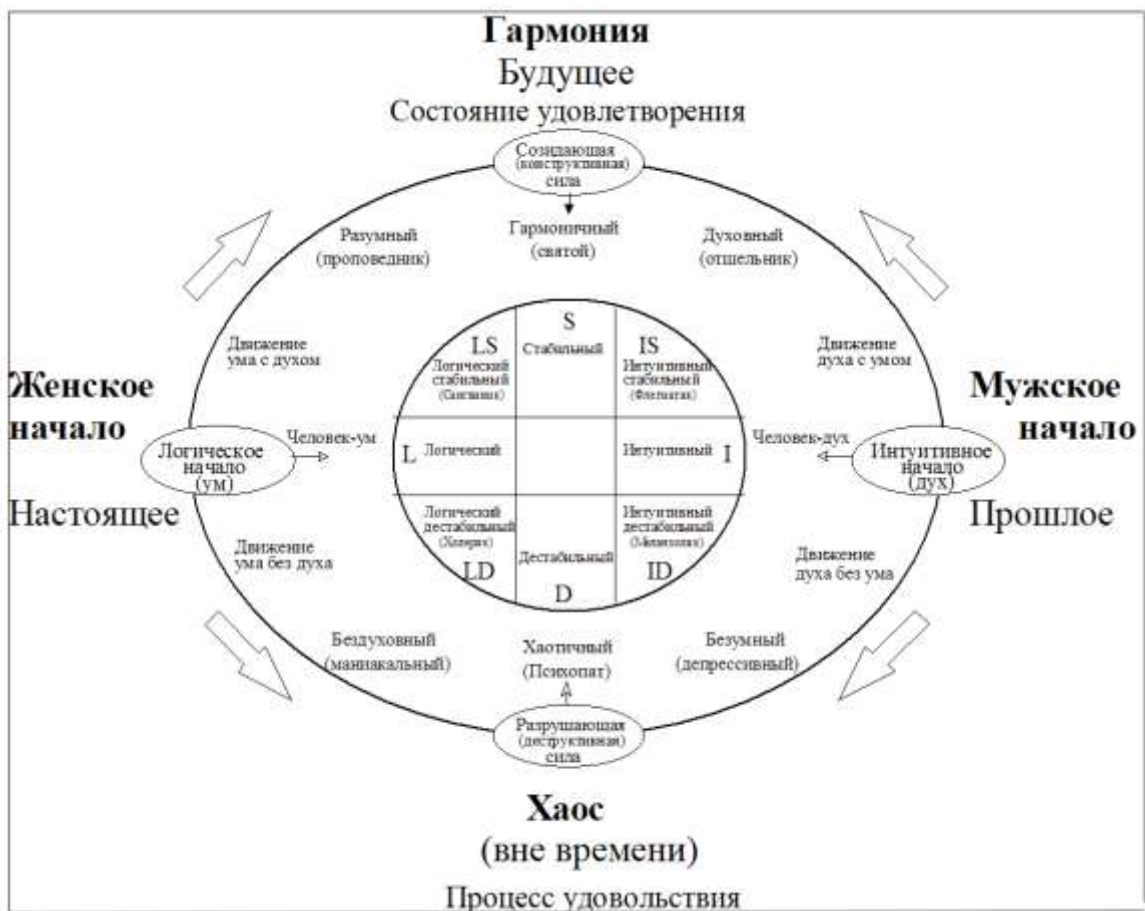 Гармония
Будущее
Состояние удовлетворения
Созидающая
(конструктивная)
сила
Разумный
(проповедник)
Гармоничный
(святой)
Духовный
(отшельник)
Движение
ума с духом
Движение
духа с умом
LS
S
IS
Логический
стабильный
(Сангвиник)
Стабильный
Интуитивный
стабильный
(Флегматик)
Женское
начало
Мужское
начало
Человек-ум
Человек-дух
Логическое
начало
(ум)
L
Логический
Интуитивный
I
Интуитивное
начало
(дух)
Настоящее
Прошлое
Логический
дестабильный
(Холерик)
LD
Дестабильный
D
Интуитивный
дестабильный
(Меланхолик)
ID
Движение
ума без духа
Движение
духа без ума
Бездуховный
(маниакальный)
Хаотичный
(Психопат)
Безумный
(депрессивный)
Разрушающая
(деструктивная)
сила
Хаос
(вне времени)
Процесс удовольствия